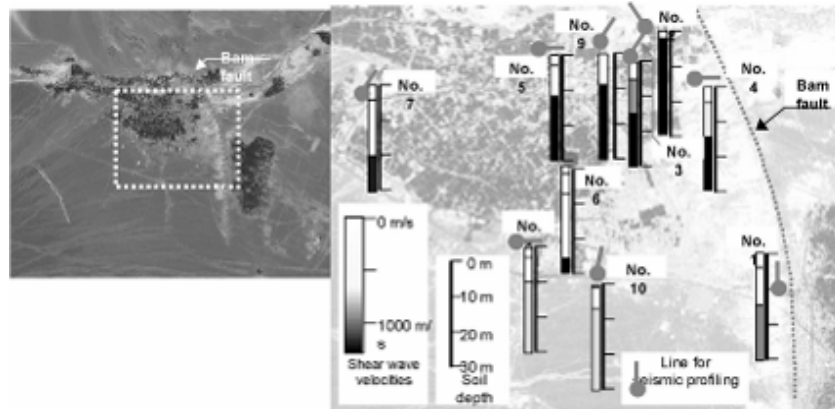 Bam
fault
No.
9
No.
No.
5
No.
4
No.
7
Bam
fault
3
6
No.
No.
10
No.
0 m/s
1000 m/
s
Shear wave
velocities
0 m
10 m
20 m
30 m
Soil
depth
Line for
seismic profiling